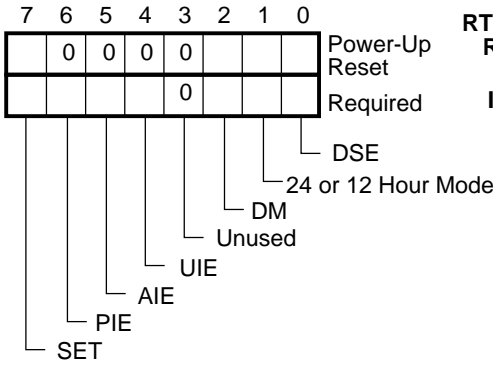 7 6 5 4 3 2 1 0
0 0 0 0 Power-Up Reset
0 Required
DSE
24 or 12 Hour Mode
DM
Unused
UIE
AIE
PIE
SET
RT
R
I